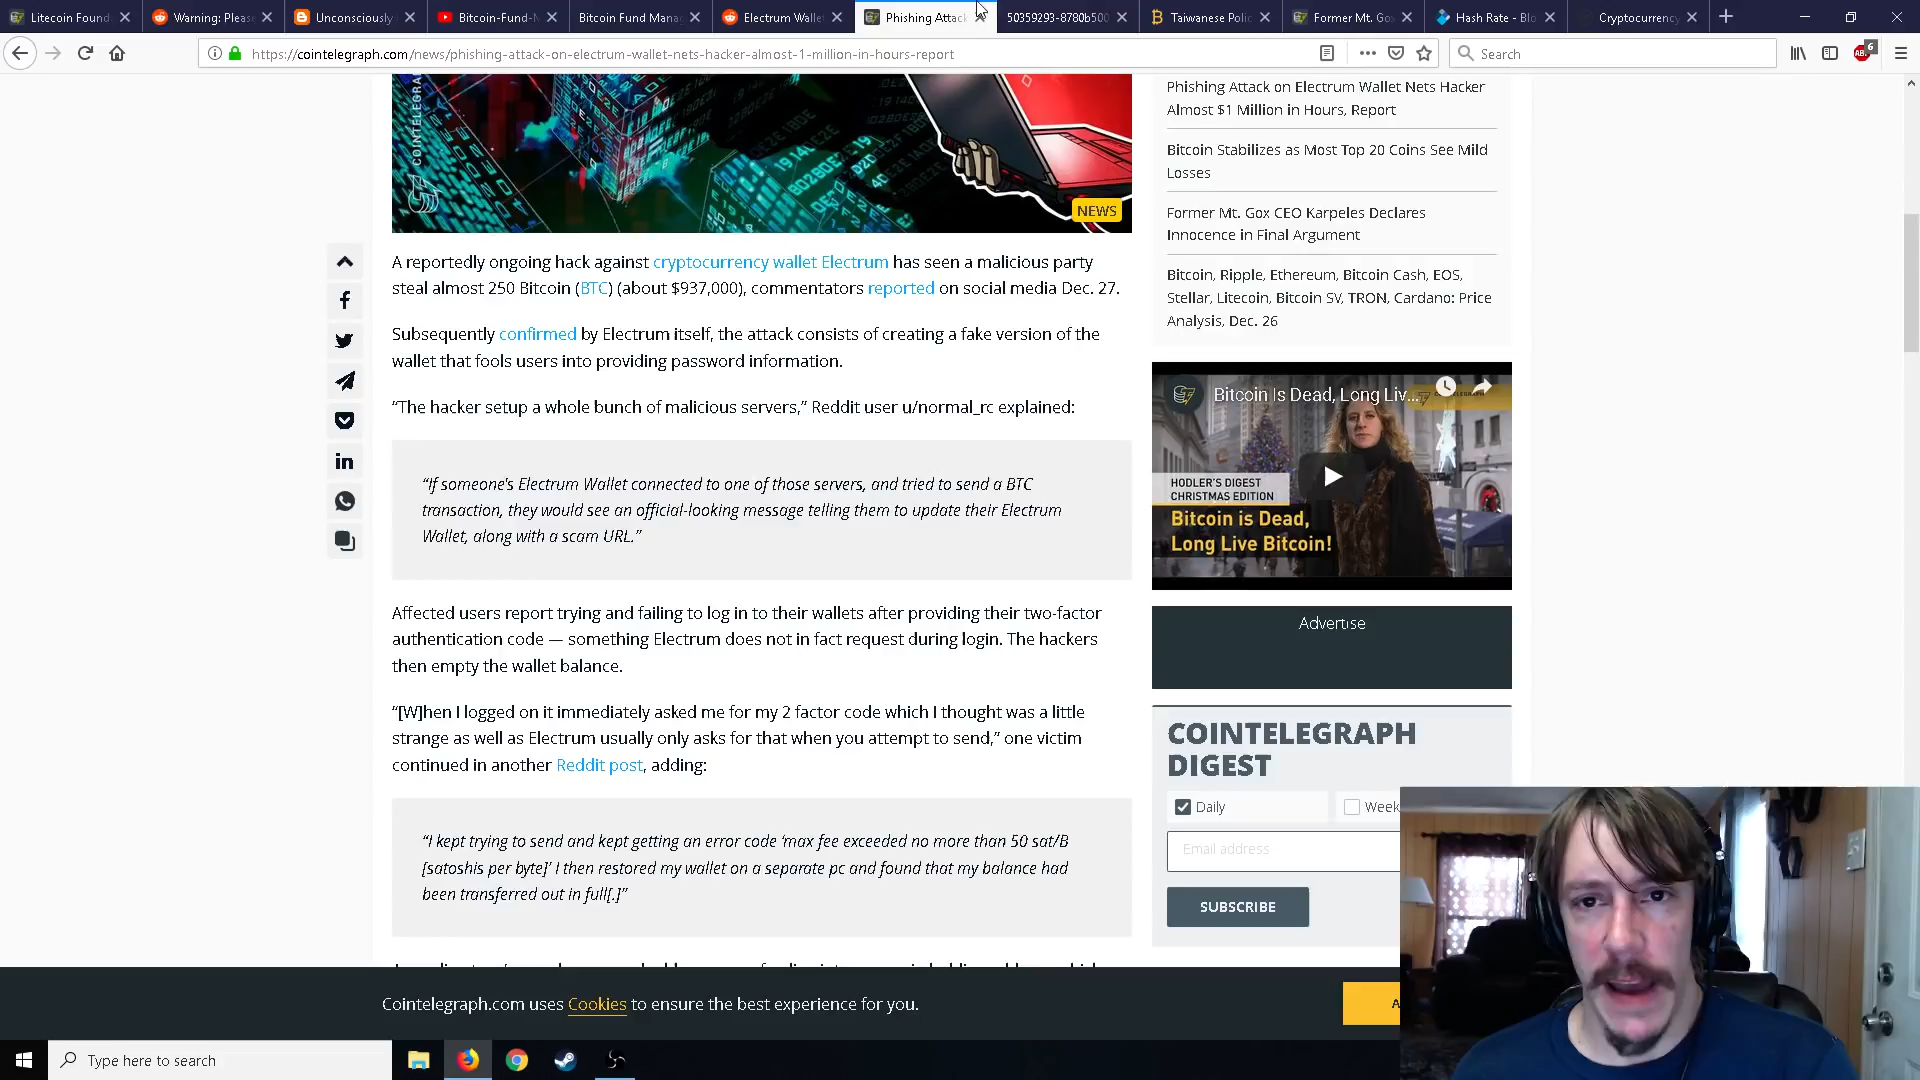 Litecoin Found
Warning: Pleas
Unconsciously
Bitcoin-Fund-M
Bitcoin Fund Mana
Electrum Walle
Phishing Attac
50359293-8780b500
Taiwanese Poli
Former Mt. Go
Hash Rate - Blo
Cryptocurrency
https://cointelegraph.com/news/phishing-attack-on-electrum-wallet-nets-hacker-almost-1-million-in-hours-report
Search
6
COINTELEGRAPH
NEWS
A reportedly ongoing hack against cryptocurrency wallet Electrum has seen a malicious party
steal almost 250 Bitcoin (BTC) (about $937,000), commentators reported on social media Dec. 27.
Subsequently confirmed by Electrum itself, the attack consists of creating a fake version of the
wallet that fools users into providing password information.
“The hacker setup a whole bunch of malicious servers,” Reddit user u/normal_rc explained:
“If someone's Electrum Wallet connected to one of those servers, and tried to send a BTC
transaction, they would see an official-looking message telling them to update their Electrum
Wallet, along with a scam URL.”
Affected users report trying and failing to log in to their wallets after providing their two-factor
authentication code — something Electrum does not in fact request during login. The hackers
then empty the wallet balance.
“[W]hen I logged on it immediately asked me for my 2 factor code which I thought was a little
strange as well as Electrum usually only asks for that when you attempt to send,” one victim
continued in another Reddit post, adding:
“I kept trying to send and kept getting an error code ‘max fee exceeded no more than 50 sat/B
[satoshis per byte]’ I then restored my wallet on a separate pc and found that my balance had
been transferred out in full[.]”
Phishing Attack on Electrum Wallet Nets Hacker
Almost $1 Million in Hours, Report
Bitcoin Stabilizes as Most Top 20 Coins See Mild
Losses
Former Mt. Gox CEO Karpeles Declares
Innocence in Final Argument
Bitcoin, Ripple, Ethereum, Bitcoin Cash, EOS,
Stellar, Litecoin, Bitcoin SV, TRON, Cardano: Price
Analysis, Dec. 26
Bitcoin Is Dead, Long Liv...
HODLER'S DIGEST
CHRISTMAS EDITION
Bitcoin is Dead,
Long Live Bitcoin!
Advertise
COINTELEGRAPH
DIGEST
Daily
Week
Email address
SUBSCRIBE
Cointelegraph.com uses Cookies to ensure the best experience for you.
A
Type here to search